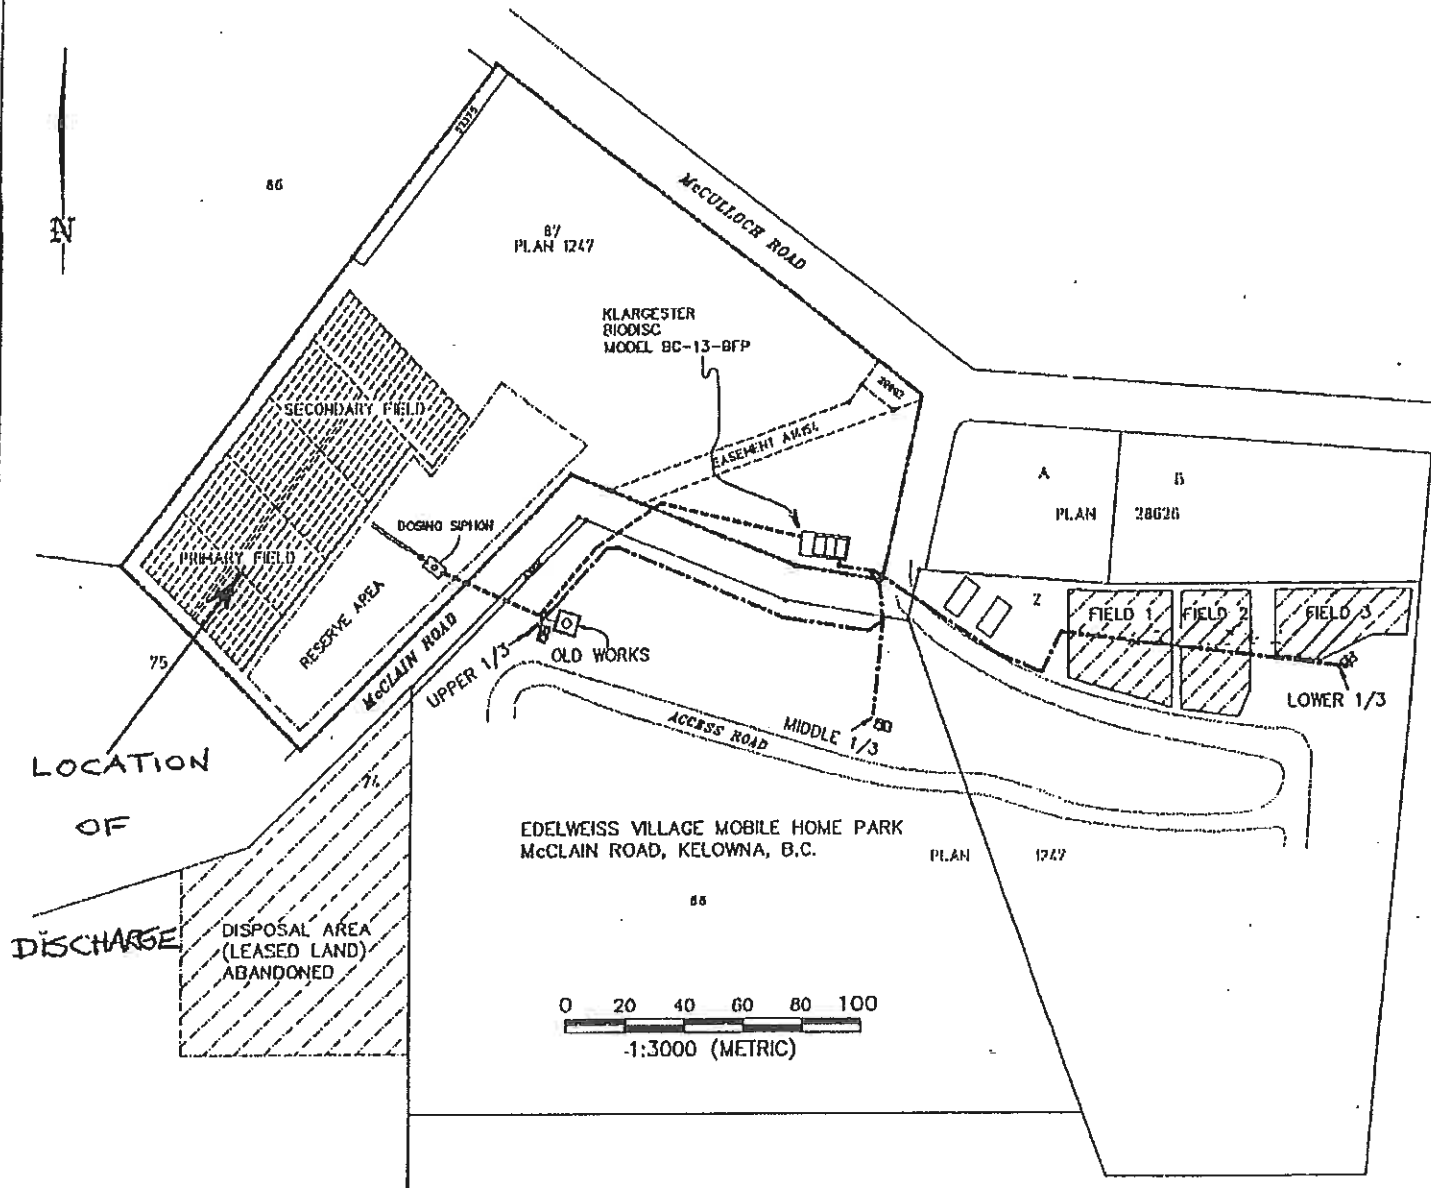 N
86
87
PLAN 1247
McCULLOCH ROAD
KLARGESTER
BIODISC
MODEL BC-13-BFP
EASEMENT A14154
SECONDARY FIELD
DOSING SIPHON
PRIMARY FIELD
RESERVE AREA
McCLAIN ROAD
75
UPPER 1/3
OLD WORKS
A
B
PLAN 28626
Z
FIELD 1
FIELD 2
FIELD 3
LOWER 1/3
MIDDLE 1/3
ACCESS ROAD
LOCATION
OF
DISCHARGE
DISPOSAL AREA
(LEASED LAND)
ABANDONED
EDELWEISS VILLAGE MOBILE HOME PARK
McCLAIN ROAD, KELOWNA, B.C.
PLAN 1247
0 20 40 60 80 100
-1:3000 (METRIC)